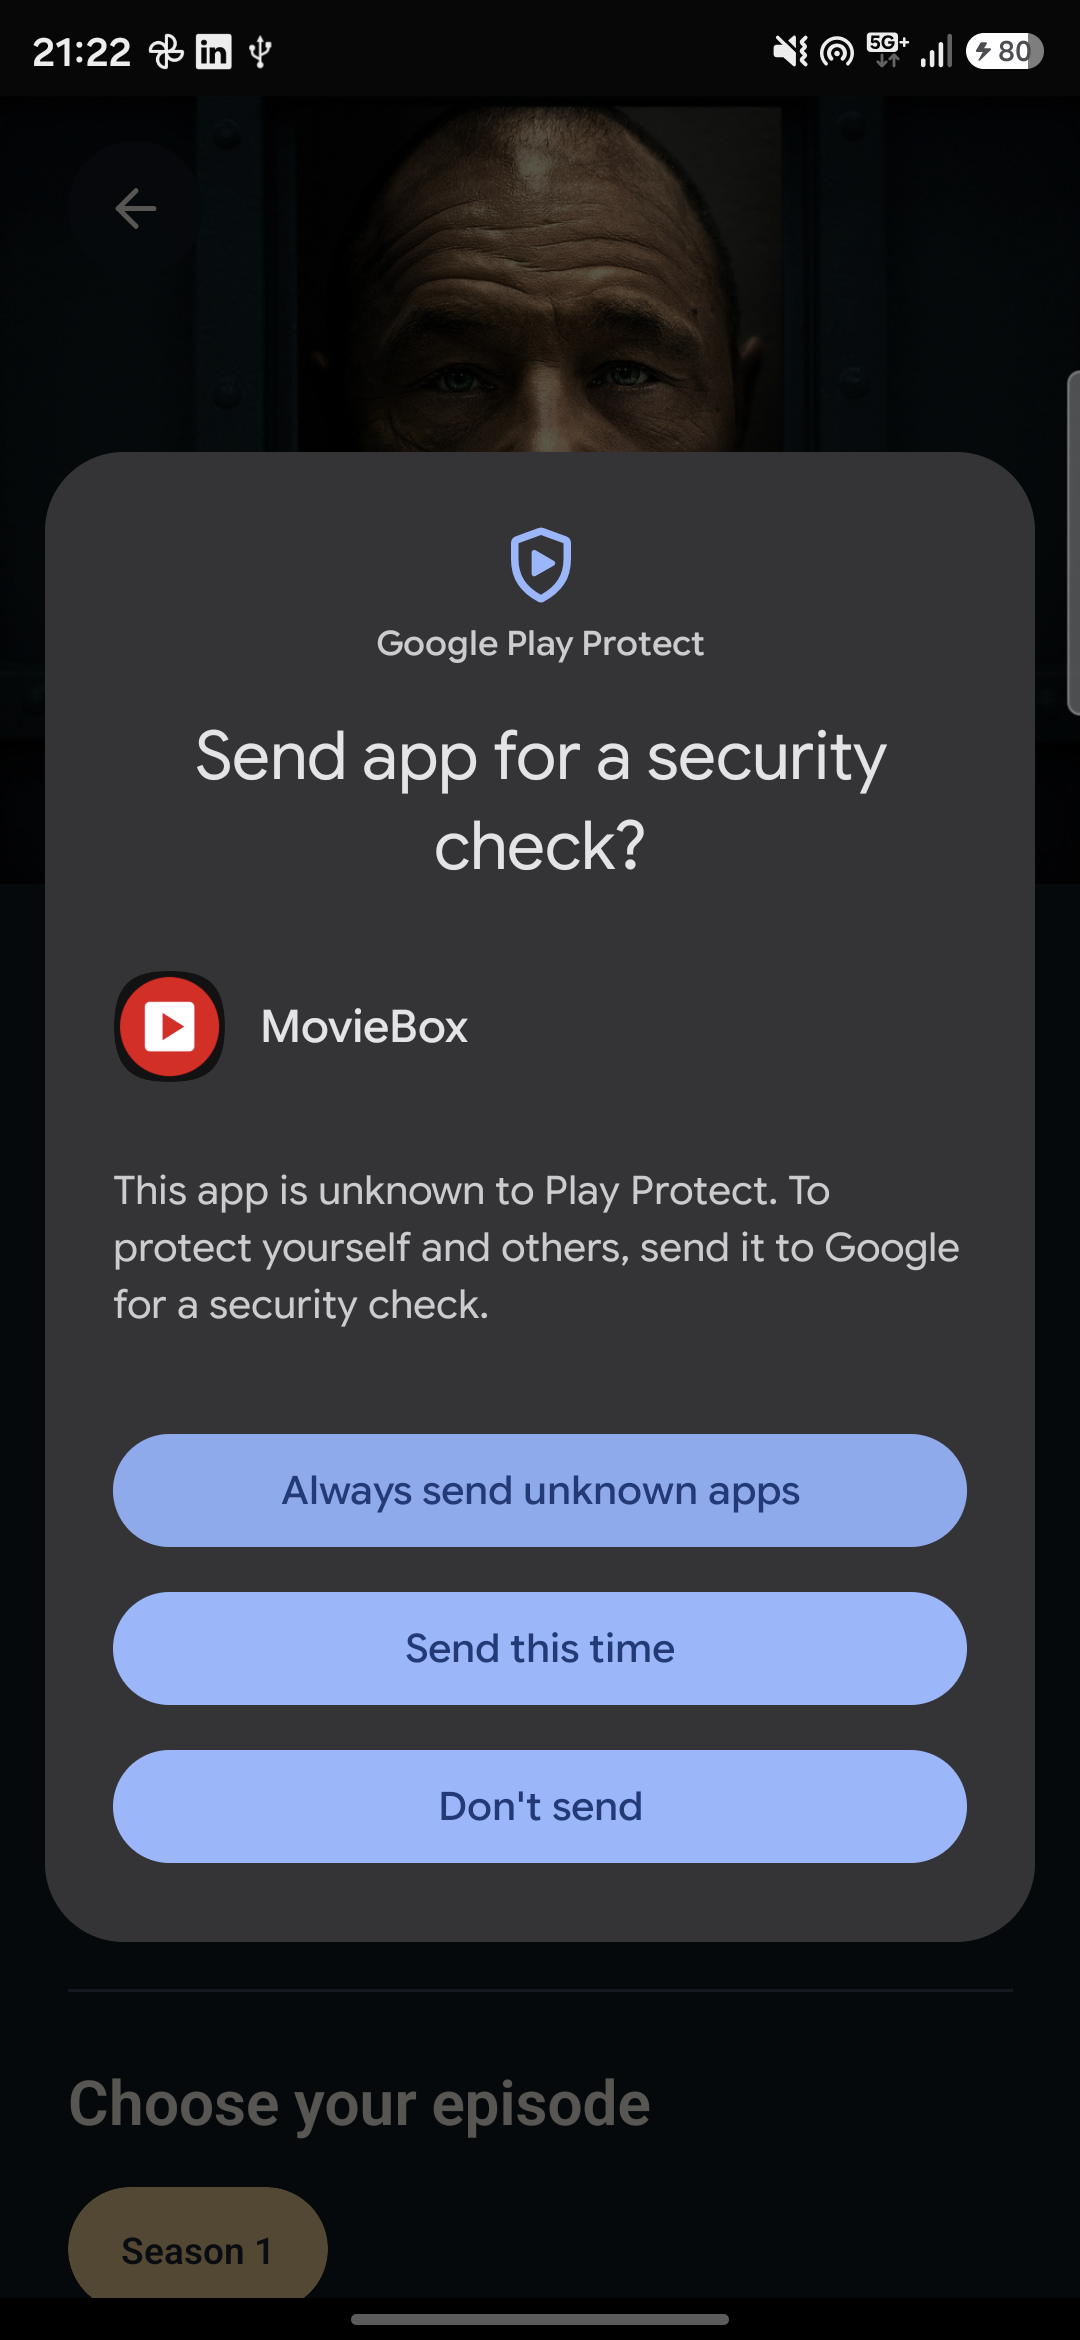 21:22 in 5G+ 80
Google Play Protect
Send app for a security
check?
MovieBox
This app is unknown to Play Protect. To
protect yourself and others, send it to Google
for a security check.
Always send unknown apps
Send this time
Don't send
Choose your episode
Season 1